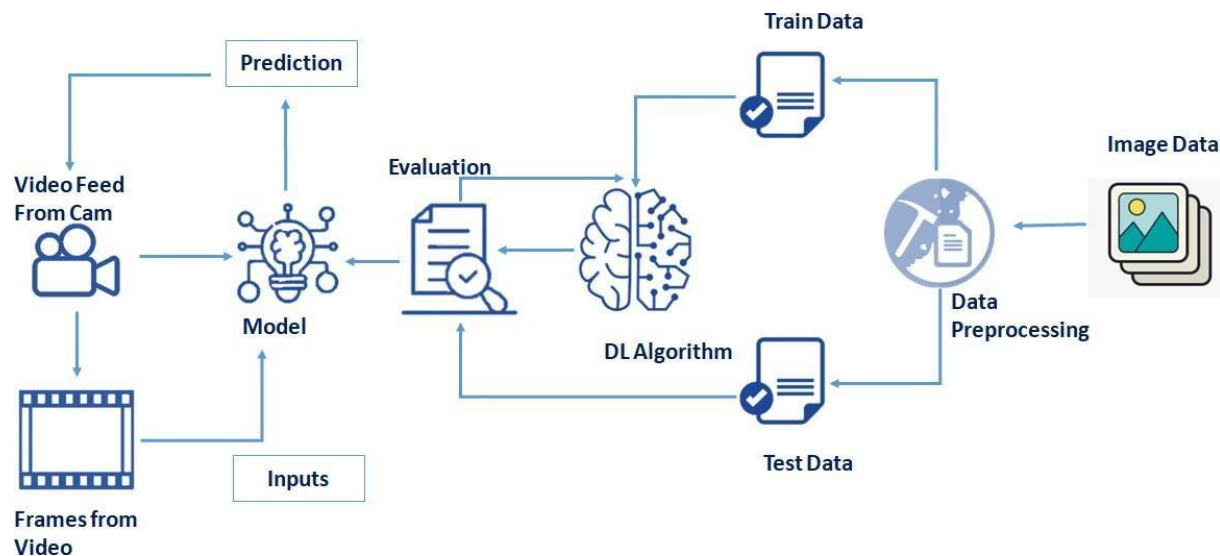 Train Data
Prediction
Image Data
Evaluation
Video Feed
From Cam
Data
Preprocessing
Model
DL Algorithm
Inputs
Test Data
Frames from
Video